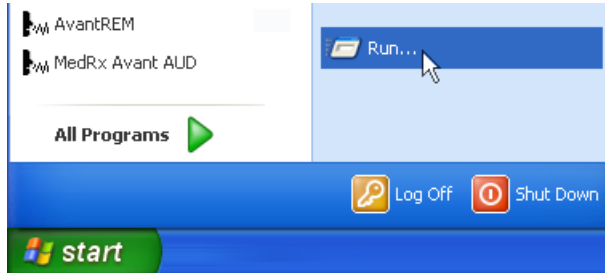 AvantREM
MedRx Avant AUD
Run...
All Programs
Log Off
Shut Down
start